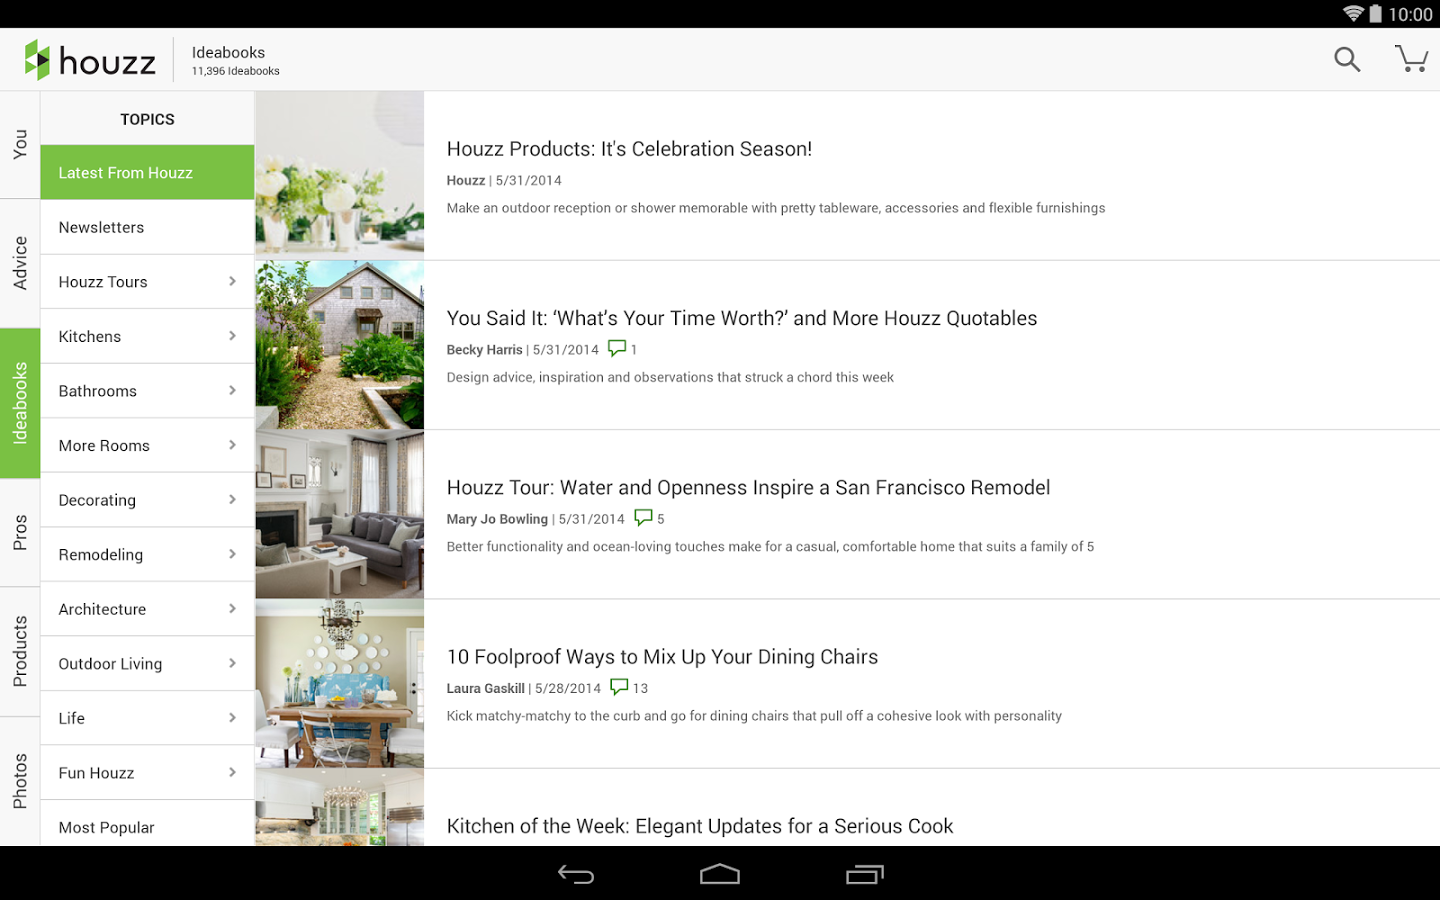 10:00
houzz
Ideabooks
11,396 Ideabooks
You
Advice
Ideabooks
Pros
Products
Photos
TOPICS
Latest From Houzz
Newsletters
Houzz Tours
Kitchens
Bathrooms
More Rooms
Decorating
Remodeling
Architecture
Outdoor Living
Life
Fun Houzz
Most Popular
Houzz Products: It's Celebration Season!
Houzz | 5/31/2014
Make an outdoor reception or shower memorable with pretty tableware, accessories and flexible furnishings
You Said It: ‘What’s Your Time Worth?’ and More Houzz Quotables
Becky Harris | 5/31/2014 1
Design advice, inspiration and observations that struck a chord this week
Houzz Tour: Water and Openness Inspire a San Francisco Remodel
Mary Jo Bowling | 5/31/2014 5
Better functionality and ocean-loving touches make for a casual, comfortable home that suits a family of 5
10 Foolproof Ways to Mix Up Your Dining Chairs
Laura Gaskill | 5/28/2014 13
Kick matchy-matchy to the curb and go for dining chairs that pull off a cohesive look with personality
Kitchen of the Week: Elegant Updates for a Serious Cook